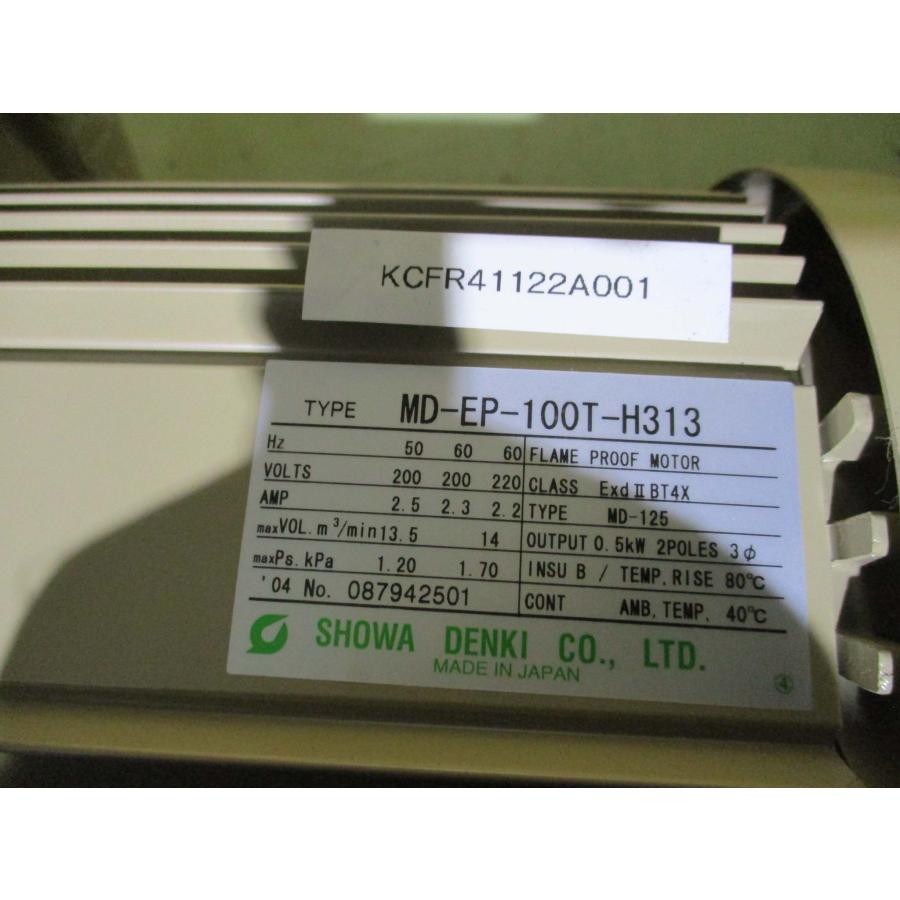 KCFR41122A001
TYPE MD-EP-100T-H313
Hz 50 60 60 FLAME PROOF MOTOR
VOLTS 200 200 220 CLASS ExdⅡBT4X
AMP 2.5 2.3 2.2 TYPE MD-125
maxVOL. m³/min 13.5 14 OUTPUT 0.5kW 2POLES 3φ
maxPs. kPa 1.20 1.70 INSU B / TEMP. RISE 80℃
'04 No. 087942501 CONT AMB. TEMP. 40℃
SHOWA DENKI CO., LTD.
MADE IN JAPAN
④